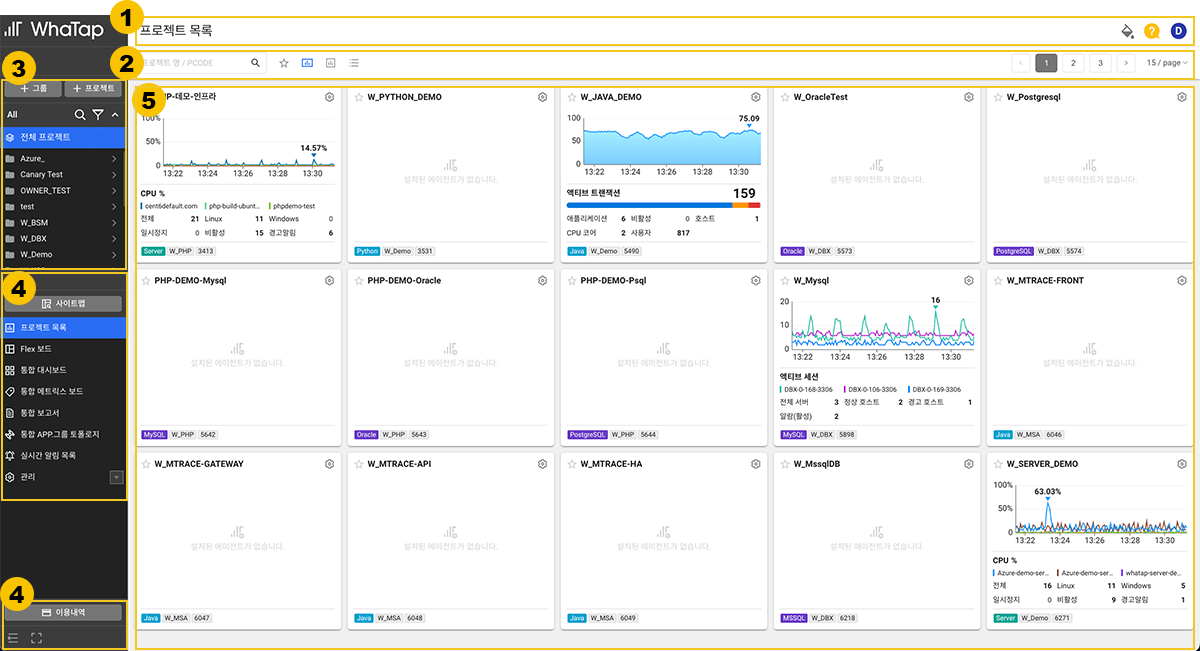 WhaTap
1
프로젝트 목록
D
2
프로젝트 명 / PCODE
1
2
3
15 / page
3
+ 그룹
+ 프로젝트
All
전체 프로젝트
Azure_
Canary Test
OWNER_TEST
test
W_BSM
W_DBX
W_Demo
4
사이트맵
프로젝트 목록
Flex 보드
통합 대시보드
통합 메트릭스 보드
통합 보고서
통합 APP.그룹 토폴로지
실시간 알림 목록
관리
4
이용내역
5
HP-데모-인프라
100%
50%
0
14.57%
13:22 13:24 13:26 13:28 13:30
CPU %
cent6default.com php-build-ubunt... phpdemo-test
전체 21 Linux 11 Windows 0
일시정지 0 비활성 15 경고알림 6
Server W_PHP 3413
W_PYTHON_DEMO
설치된 에이전트가 없습니다.
Python W_Demo 3531
W_JAVA_DEMO
75.09
100
50
0
13:22 13:24 13:26 13:28 13:30
액티브 트랜잭션 159
애플리케이션 6 비활성 0 호스트 1
CPU 코어 2 사용자 817
Java W_Demo 5490
W_OracleTest
설치된 에이전트가 없습니다.
Oracle W_DBX 5573
W_Postgresql
설치된 에이전트가 없습니다.
PostgreSQL W_DBX 5574
PHP-DEMO-Mysql
설치된 에이전트가 없습니다.
MySQL W_PHP 5642
PHP-DEMO-Oracle
설치된 에이전트가 없습니다.
Oracle W_PHP 5643
PHP-DEMO-Psql
설치된 에이전트가 없습니다.
PostgreSQL W_PHP 5644
W_Mysql
16
20
10
0
13:22 13:24 13:26 13:28 13:30
액티브 세션
DBX-0-168-3306 DBX-0-106-3306 DBX-0-169-3306
전체 서버 3 정상 호스트 2 경고 호스트 1
알람(활성) 2
MySQL W_DBX 5898
W_MTRACE-FRONT
설치된 에이전트가 없습니다.
Java W_MSA 6046
W_MTRACE-GATEWAY
설치된 에이전트가 없습니다.
Java W_MSA 6047
W_MTRACE-API
설치된 에이전트가 없습니다.
Java W_MSA 6048
W_MTRACE-HA
설치된 에이전트가 없습니다.
Java W_MSA 6049
W_MssqlDB
설치된 에이전트가 없습니다.
MSSQL W_DBX 6218
W_SERVER_DEMO
100%
50%
0
63.03%
13:22 13:24 13:26 13:28 13:30
CPU %
Azure-demo-ser... Azure-demo-ser... whatap-server-de...
전체 16 Linux 11 Windows 5
일시정지 0 비활성 9 경고알림 1
Server W_Demo 6271